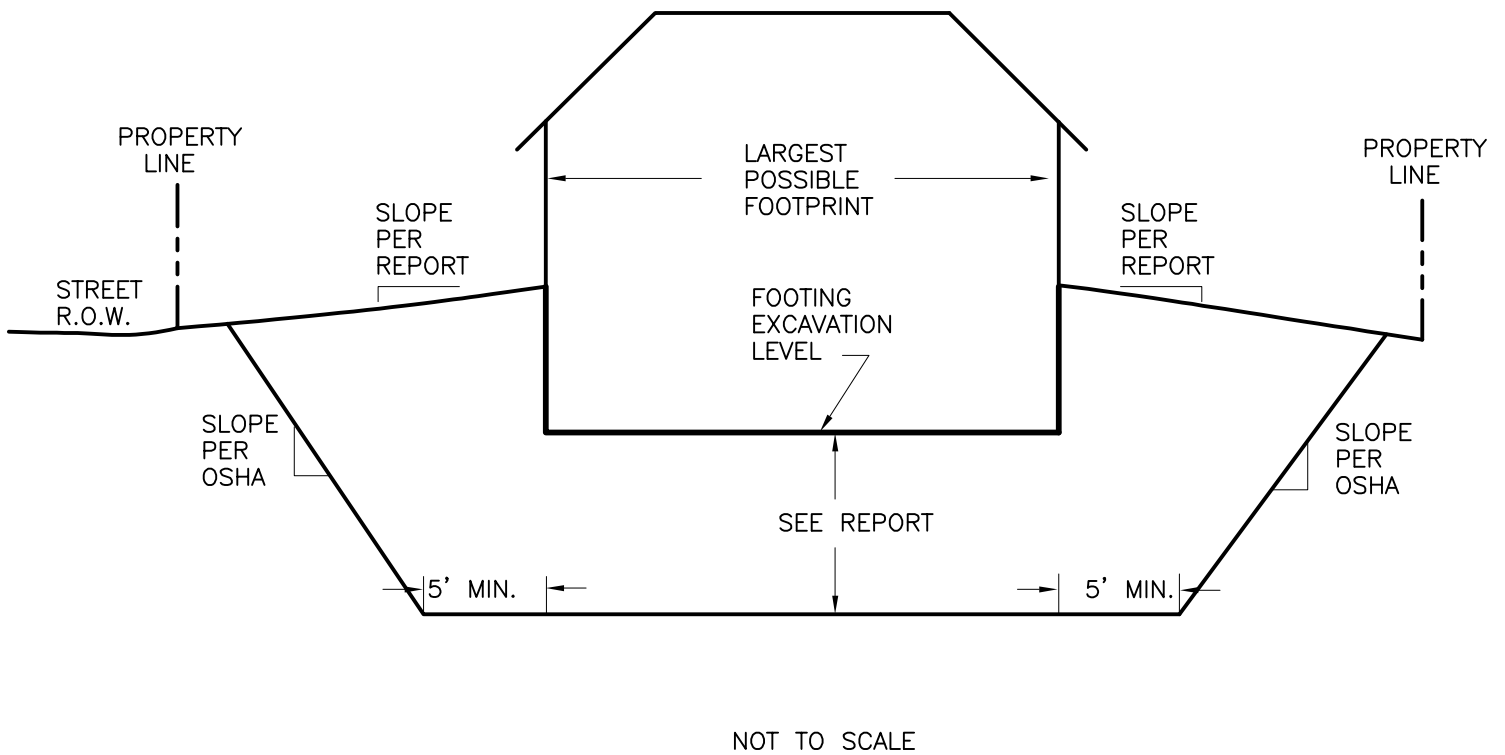 PROPERTY
LINE
LARGEST
POSSIBLE
FOOTPRINT
PROPERTY
LINE
SLOPE
PER
REPORT
SLOPE
PER
REPORT
STREET
R.O.W.
FOOTING
EXCAVATION
LEVEL
SLOPE
PER
OSHA
SLOPE
PER
OSHA
SEE REPORT
5' MIN.
5' MIN.
NOT TO SCALE